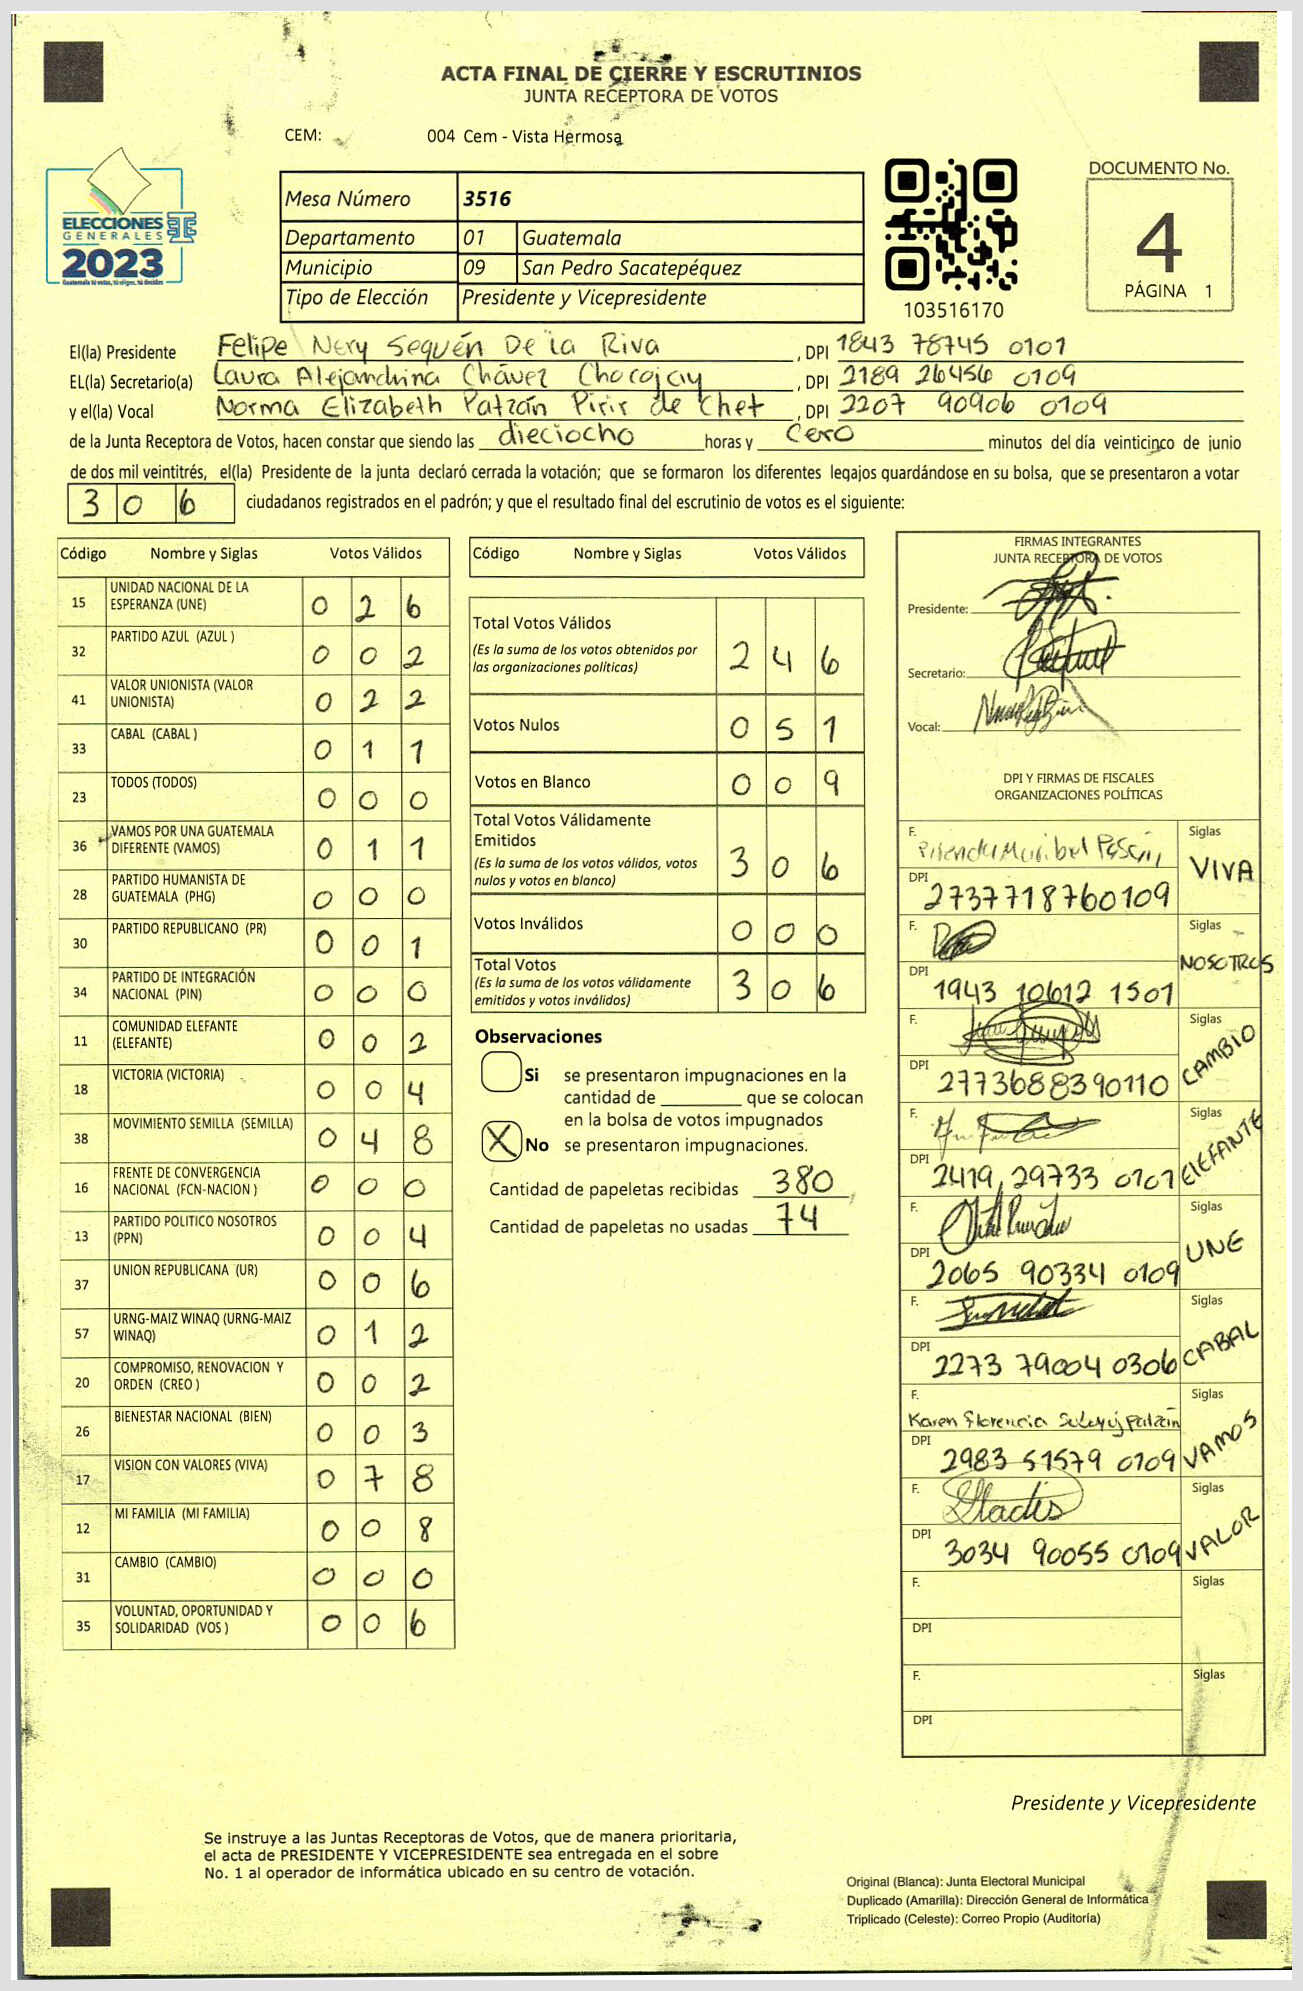 ACTA FINAL DE CIERRE Y ESCRUTINIOS
JUNTA RECEPTORA DE VOTOS
CEM: 004 Cem - Vista Hermosa
ELECCIONES
GENERALES
2023
Guatemala tú votas, tú eliges, tú decides
Mesa Número 3516
Departamento 01 Guatemala
Municipio 09 San Pedro Sacatepéquez
Tipo de Elección Presidente y Vicepresidente
103516170
DOCUMENTO No.
4
PÁGINA 1
El(la) Presidente Felipe Nery Sequén De la Riva, DPI 1843 78745 0101
EL(la) Secretario(a) Laura Alejandrina Chávez Chocojay, DPI 2189 26456 0109
y el(la) Vocal Norma Elizabeth Patzán Pirir de Chet, DPI 2207 90906 0109
de la Junta Receptora de Votos, hacen constar que siendo las dieciocho horas y cero minutos del día veinticinco de junio
de dos mil veintitrés, el(la) Presidente de la junta declaró cerrada la votación; que se formaron los diferentes legajos guardándose en su bolsa, que se presentaron a votar
306 ciudadanos registrados en el padrón; y que el resultado final del escrutinio de votos es el siguiente:
Código Nombre y Siglas Votos Válidos
15 UNIDAD NACIONAL DE LA ESPERANZA (UNE) 0 2 6
32 PARTIDO AZUL (AZUL ) 0 0 2
41 VALOR UNIONISTA (VALOR UNIONISTA) 0 2 2
33 CABAL (CABAL ) 0 1 1
23 TODOS (TODOS) 0 0 0
36 VAMOS POR UNA GUATEMALA DIFERENTE (VAMOS) 0 1 1
28 PARTIDO HUMANISTA DE GUATEMALA (PHG) 0 0 0
30 PARTIDO REPUBLICANO (PR) 0 0 1
34 PARTIDO DE INTEGRACIÓN NACIONAL (PIN) 0 0 0
11 COMUNIDAD ELEFANTE (ELEFANTE) 0 0 2
18 VICTORIA (VICTORIA) 0 0 4
38 MOVIMIENTO SEMILLA (SEMILLA) 0 4 8
16 FRENTE DE CONVERGENCIA NACIONAL (FCN-NACION ) 0 0 0
13 PARTIDO POLITICO NOSOTROS (PPN) 0 0 4
37 UNION REPUBLICANA (UR) 0 0 6
57 URNG-MAIZ WINAQ (URNG-MAIZ WINAQ) 0 1 2
20 COMPROMISO, RENOVACION Y ORDEN (CREO ) 0 0 2
26 BIENESTAR NACIONAL (BIEN) 0 0 3
17 VISION CON VALORES (VIVA) 0 7 8
12 MI FAMILIA (MI FAMILIA) 0 0 8
31 CAMBIO (CAMBIO) 0 0 0
35 VOLUNTAD, OPORTUNIDAD Y SOLIDARIDAD (VOS ) 0 0 6
Código Nombre y Siglas Votos Válidos
Total Votos Válidos 2 4 6
(Es la suma de los votos obtenidos por
las organizaciones políticas)
Votos Nulos 0 5 1
Votos en Blanco 0 0 9
Total Votos Válidamente
Emitidos 3 0 6
(Es la suma de los votos válidos, votos
nulos y votos en blanco)
Votos Inválidos 0 0 0
Total Votos 3 0 6
(Es la suma de los votos válidamente
emitidos y votos inválidos)
Observaciones
Si se presentaron impugnaciones en la
cantidad de ________ que se colocan
en la bolsa de votos impugnados
X No se presentaron impugnaciones.
Cantidad de papeletas recibidas 380
Cantidad de papeletas no usadas 74
FIRMAS INTEGRANTES
JUNTA RECEPTORA DE VOTOS
Presidente:
Secretario:
Vocal:
DPI Y FIRMAS DE FISCALES
ORGANIZACIONES POLÍTICAS
F. Maribel Siglas VIVA
DPI 2737718760109
F. Siglas NOSOTROS
DPI 1943 10612 1501
F. Siglas CAMBIO
DPI 2773688390110
F. Siglas ElEFANTE
DPI 2419 29733 0101
F. Siglas UNE
DPI 2065 90334 0109
F. Siglas CABAL
DPI 2273 79004 0306
F. Karen Florencia Patzán Siglas VAMOS
DPI 2983 51579 0109
F. Gladis Siglas VALOR
DPI 3034 90055 0109
F. Siglas
DPI
F. Siglas
DPI
Presidente y Vicepresidente
Se instruye a las Juntas Receptoras de Votos, que de manera prioritaria,
el acta de PRESIDENTE Y VICEPRESIDENTE sea entregada en el sobre
No. 1 al operador de informática ubicado en su centro de votación.
Original (Blanca): Junta Electoral Municipal
Duplicado (Amarilla): Dirección General de Informática
Triplicado (Celeste): Correo Propio (Auditoría)